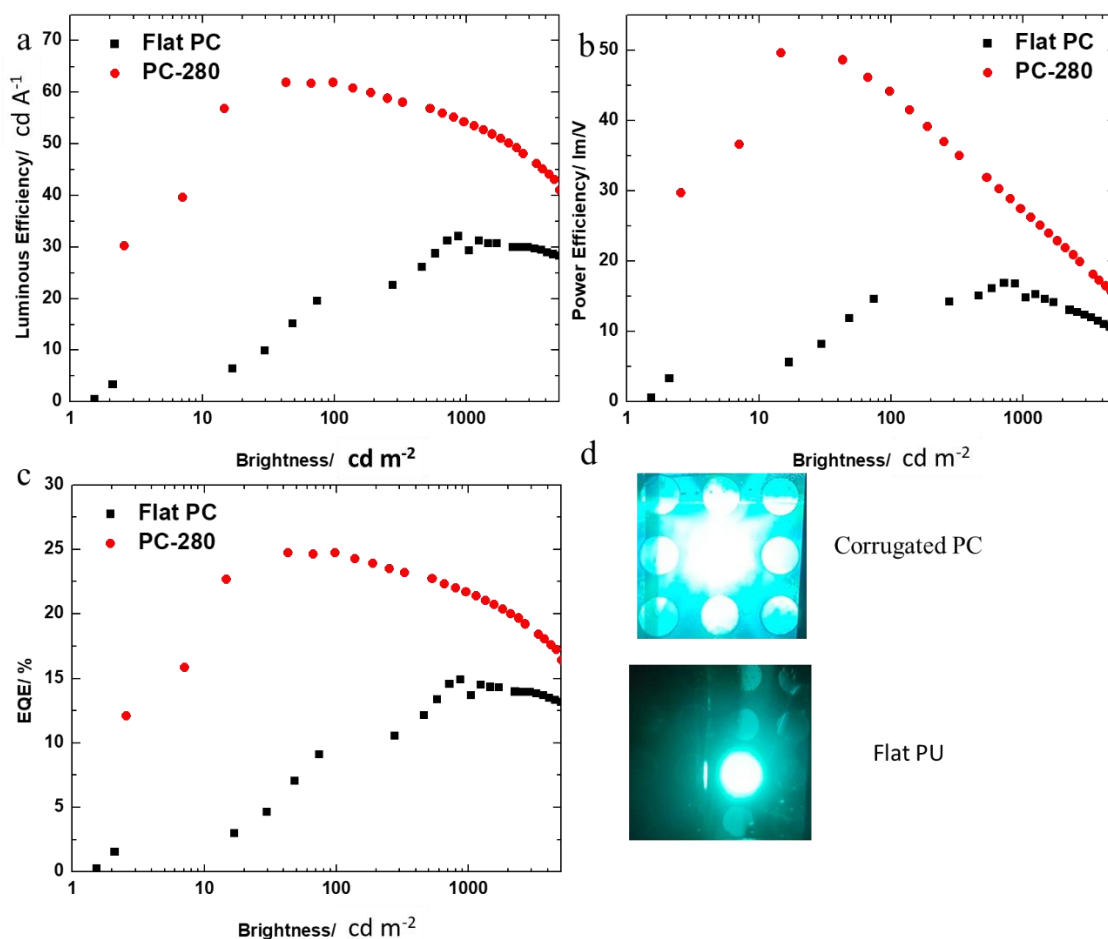 a
Flat PC
PC-280
Luminous Efficiency/ cd A⁻¹
70
60
50
40
30
20
10
0
1 10 100 1000
Brightness/ cd m⁻²
b
Flat PC
PC-280
Power Efficiency/ lm/V
50
40
30
20
10
0
1 10 100 1000
Brightness/ cd m⁻²
c
Flat PC
PC-280
EQE/ %
30
25
20
15
10
5
0
1 10 100 1000
Brightness/ cd m⁻²
d
Corrugated PC
Flat PU